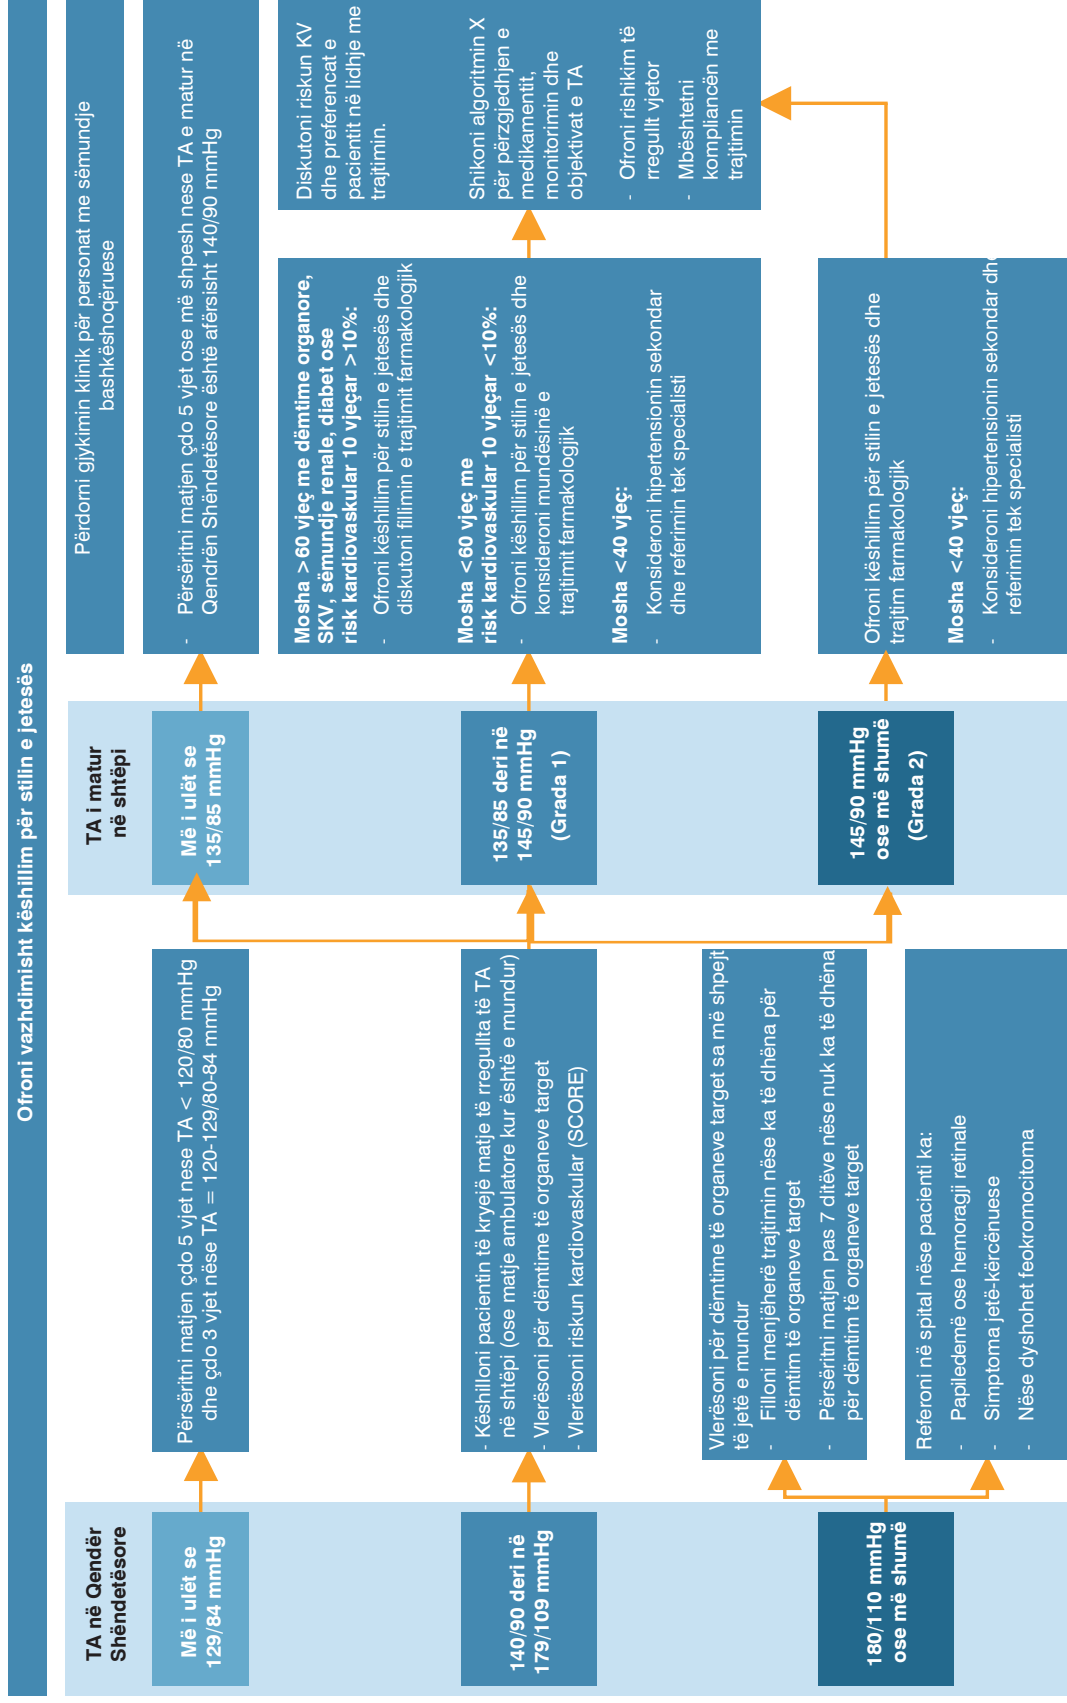 Ofroni vazhdimisht këshillim për stilin e jetesës
TA në Qendër
Shëndetësore
Më i ulët se
129/84 mmHg
Përsëritni matjen çdo 5 vjet nese TA < 120/80 mmHg
dhe çdo 3 vjet nëse TA = 120-129/80-84 mmHg
140/90 deri në
179/109 mmHg
- Këshilloni pacientin të kryejë matje të rregullta të TA
në shtëpi (ose matje ambulatore kur është e mundur)
- Vlerësoni për dëmtime të organeve target
- Vlerësoni riskun kardiovaskular (SCORE)
180/110 mmHg
ose më shumë
Vlerësoni për dëmtime të organeve target sa më shpejt
të jetë e mundur
- Filloni menjëherë trajtimin nëse ka të dhëna për
dëmtim të organeve target
- Përsëritni matjen pas 7 ditëve nëse nuk ka të dhëna
për dëmtim të organeve target
Referoni në spital nëse pacienti ka:
- Papiledemë ose hemoragji retinale
- Simptoma jetë-kërcënuese
- Nëse dyshohet feokromocitoma
TA i matur
në shtëpi
Më i ulët se
135/85 mmHg
135/85 deri në
145/90 mmHg
(Grada 1)
145/90 mmHg
ose më shumë
(Grada 2)
Përdorni gjykimin klinik për personat me sëmundje
bashkëshoqëruese
- Përsëritni matjen çdo 5 vjet ose më shpesh nese TA e matur në
Qendrën Shëndetësore është afërsisht 140/90 mmHg
Mosha >60 vjeç me dëmtime organore,
SKV, sëmundje renale, diabet ose
risk kardiovaskular 10 vjeçar >10%:
- Ofroni këshillim për stilin e jetesës dhe
diskutoni fillimin e trajtimit farmakologjik
Mosha <60 vjeç me
risk kardiovaskular 10 vjeçar <10%:
- Ofroni këshillim për stilin e jetesës dhe
konsideroni mundësinë e
trajtimit farmakologjik
Mosha <40 vjeç:
- Konsideroni hipertensionin sekondar
dhe referimin tek specialisti
Ofroni këshillim për stilin e jetesës dhe
trajtim farmakologjik
Mosha <40 vjeç:
- Konsideroni hipertensionin sekondar dhe
referimin tek specialisti
Diskutoni riskun KV
dhe preferencat e
pacientit në lidhje me
trajtimin.
Shikoni algoritmin X
për përzgjedhjen e
medikamentit,
monitorimin dhe
objektivat e TA
- Ofroni rishikim të
rregullt vjetor
- Mbështetni
kompliancën me
trajtimin